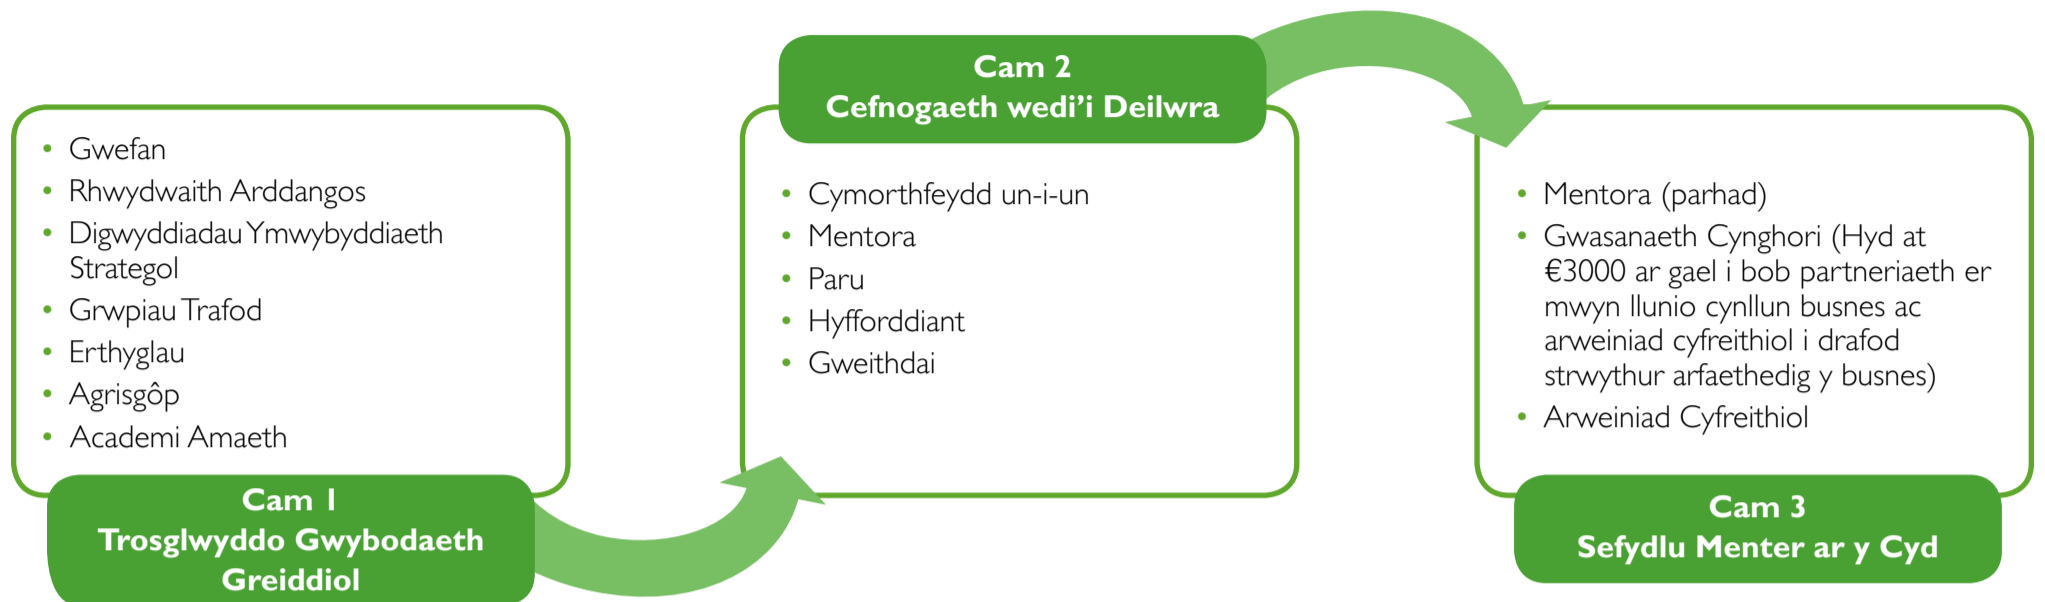 • Gwefan
• Rhwydwaith Arddangos
• Digwyddiadau Ymwybyddiaeth
Strategol
• Grwpiau Trafod
• Erthyglau
• Agrisgôp
• Academi Amaeth
Cam 1
Trosglwyddo Gwybodaeth
Greiddiol
Cam 2
Cefnogaeth wedi’i Deilwra
• Cymorthfeydd un-i-un
• Mentora
• Paru
• Hyfforddiant
• Gweithdai
• Mentora (parhad)
• Gwasanaeth Cynghori (Hyd at
€3000 ar gael i bob partneriaeth er
mwyn llunio cynllun busnes ac
arweiniad cyfreithiol i drafod
strwythur arfaethedig y busnes)
• Arweiniad Cyfreithiol
Cam 3
Sefydlu Menter ar y Cyd